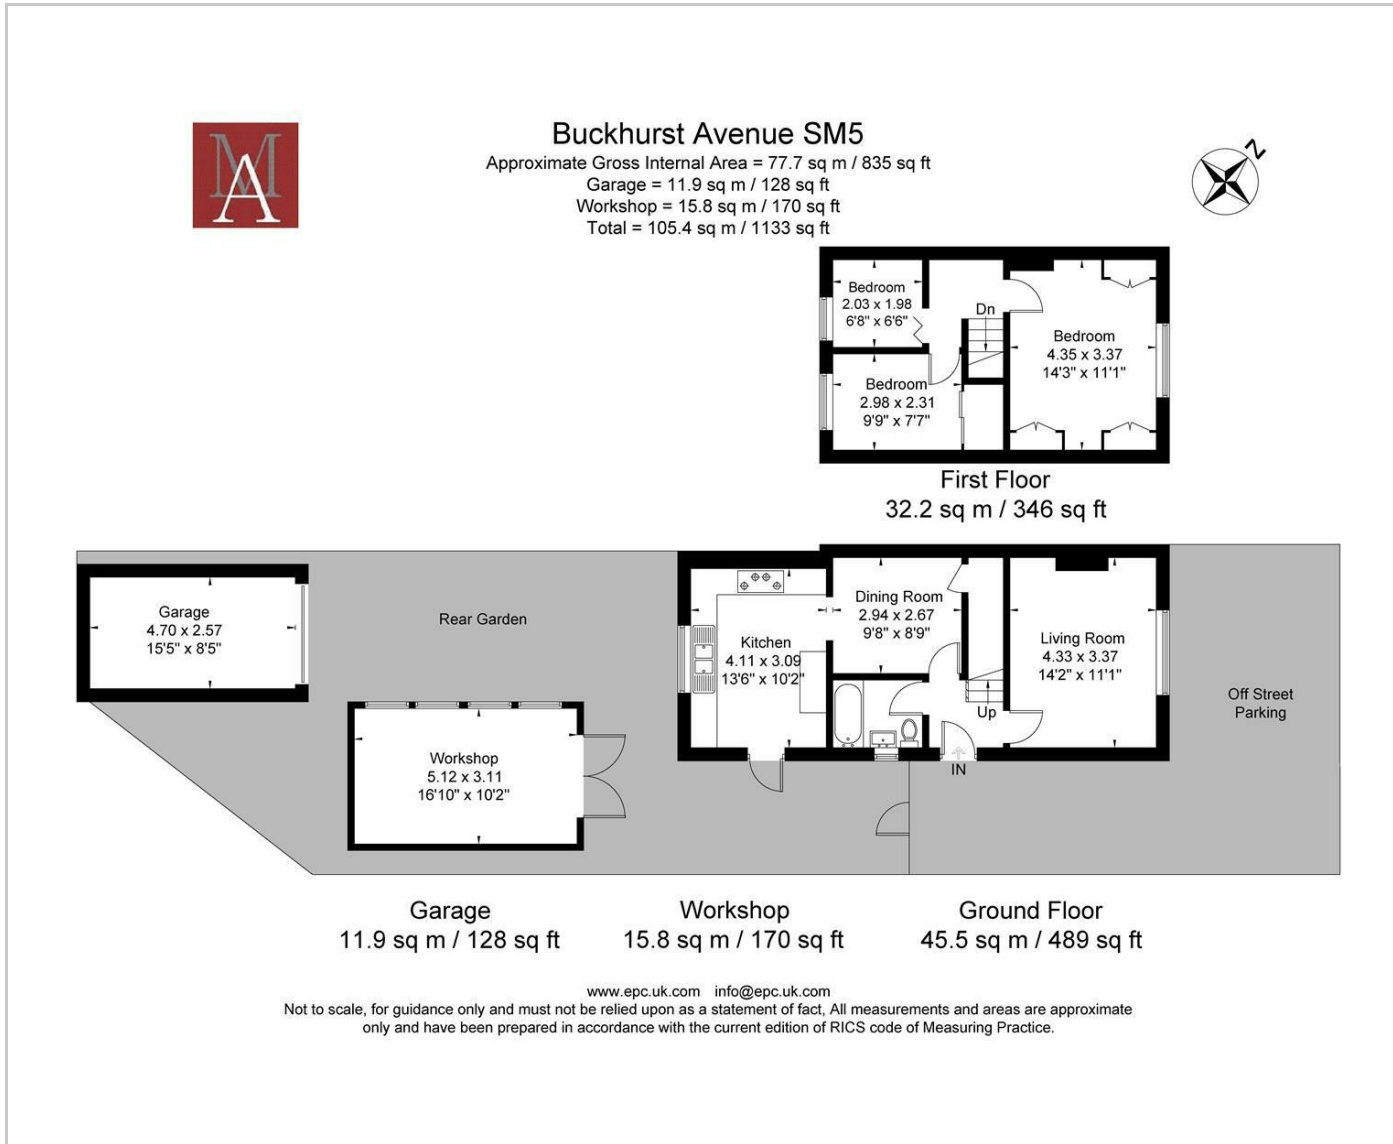 MA
Buckhurst Avenue SM5
Approximate Gross Internal Area = 77.7 sq m / 835 sq ft
Garage = 11.9 sq m / 128 sq ft
Workshop = 15.8 sq m / 170 sq ft
Total = 105.4 sq m / 1133 sq ft
N
Bedroom
2.03 x 1.98
6'8" x 6'6"
Dn
Bedroom
4.35 x 3.37
14'3" x 11'1"
Bedroom
2.98 x 2.31
9'9" x 7'7"
First Floor
32.2 sq m / 346 sq ft
Garage
4.70 x 2.57
15'5" x 8'5"
Rear Garden
Kitchen
4.11 x 3.09
13'6" x 10'2"
Dining Room
2.94 x 2.67
9'8" x 8'9"
Living Room
4.33 x 3.37
14'2" x 11'1"
Up
IN
Off Street
Parking
Workshop
5.12 x 3.11
16'10" x 10'2"
Garage
11.9 sq m / 128 sq ft
Workshop
15.8 sq m / 170 sq ft
Ground Floor
45.5 sq m / 489 sq ft
www.epc.uk.com info@epc.uk.com
Not to scale, for guidance only and must not be relied upon as a statement of fact, All measurements and areas are approximate
only and have been prepared in accordance with the current edition of RICS code of Measuring Practice.